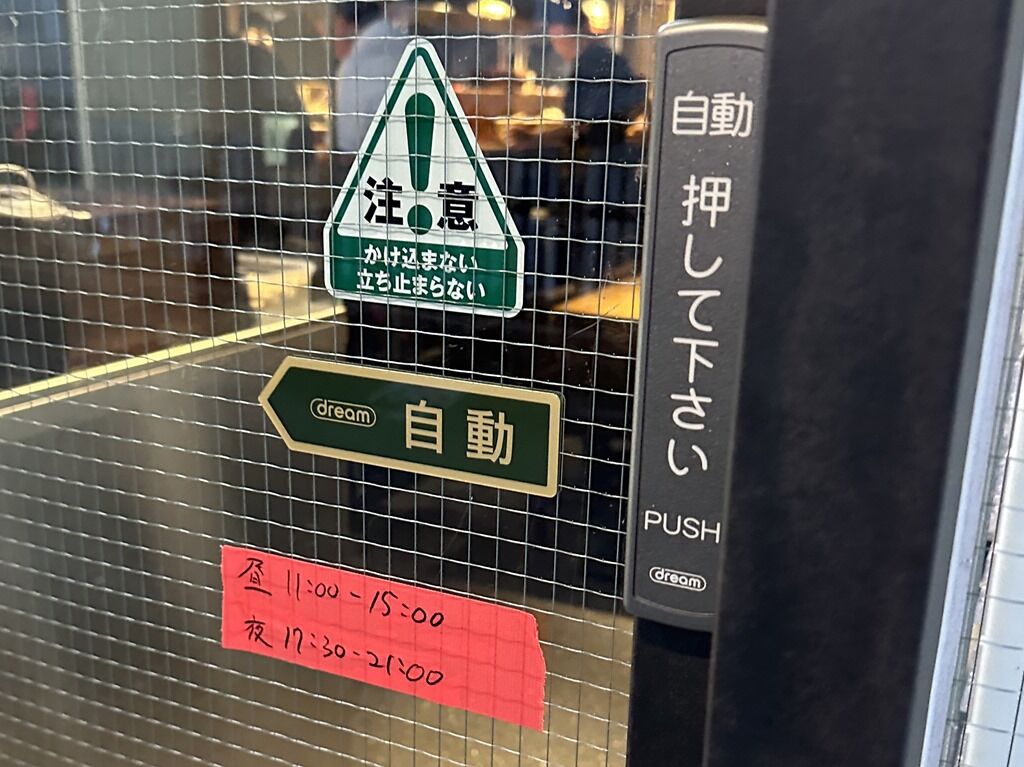 注意
かけ込まない
立ち止まらない
dream 自動
昼 11:00-15:00
夜 17:30-21:00
自動
押して下さい
PUSH
dream